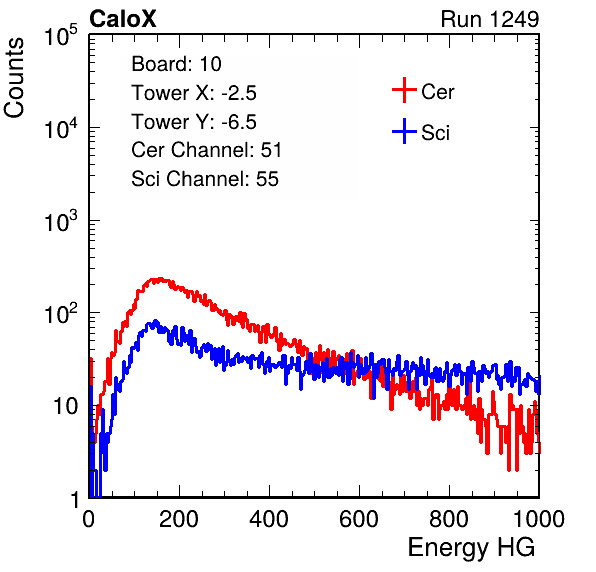 CaloX Run 1249
Counts
10^5
10^4
10^3
10^2
10
1
Board: 10
Tower X: -2.5
Tower Y: -6.5
Cer Channel: 51
Sci Channel: 55
Cer
Sci
0 200 400 600 800 1000
Energy HG